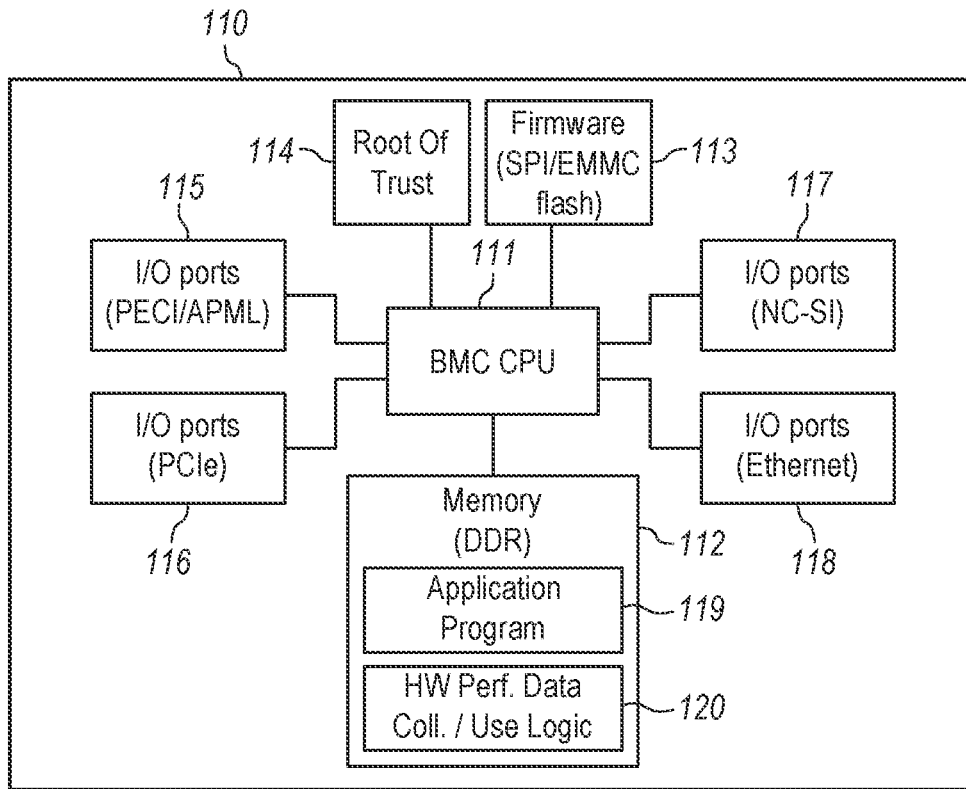 110
114
Root Of
Trust
Firmware
(SPI/EMMC
flash)
113
115
I/O ports
(PECI/APML)
111
BMC CPU
117
I/O ports
(NC-SI)
I/O ports
(PCIe)
116
I/O ports
(Ethernet)
118
Memory
(DDR)
112
Application
Program
119
HW Perf. Data
Coll. / Use Logic
120